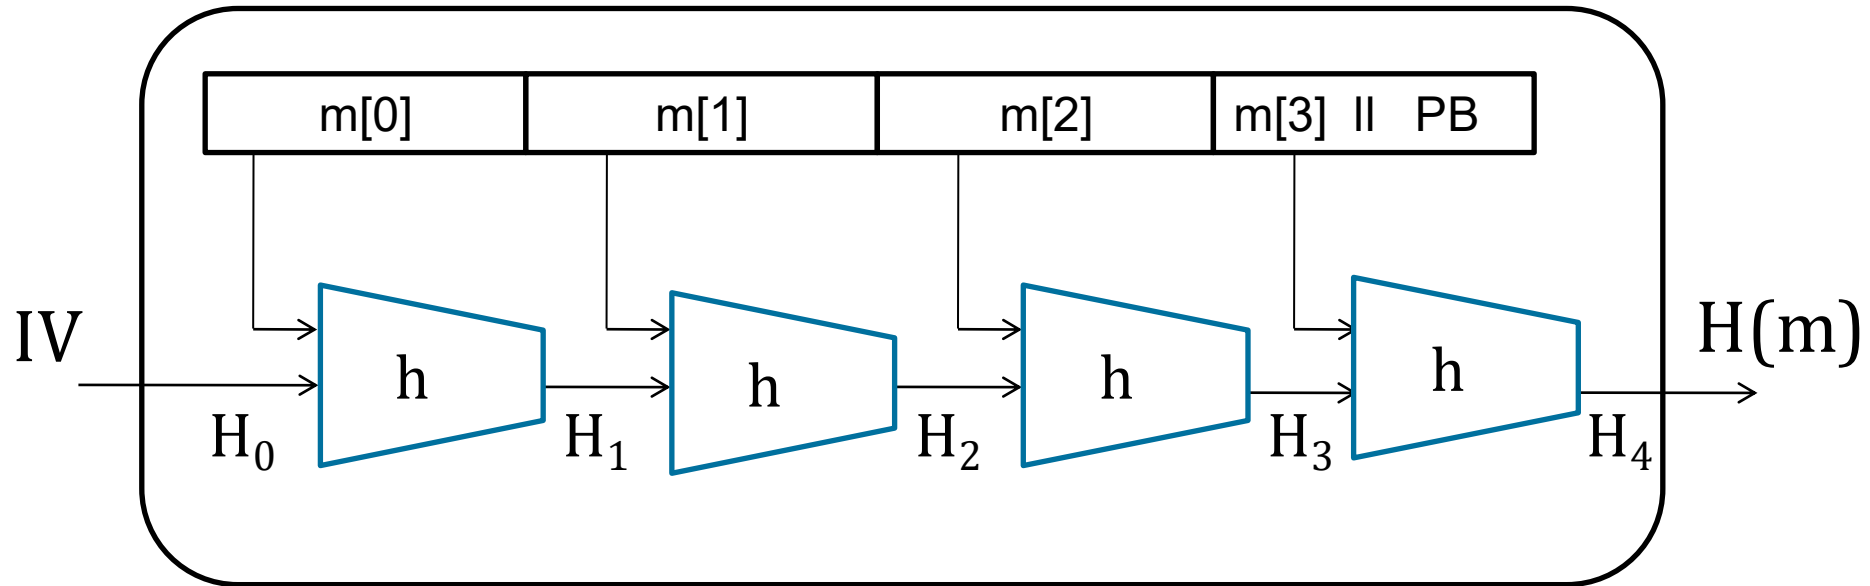 m[0] m[1] m[2] m[3] ll PB
IV h h h h H(m)
H₀ H₁ H₂ H₃ H₄